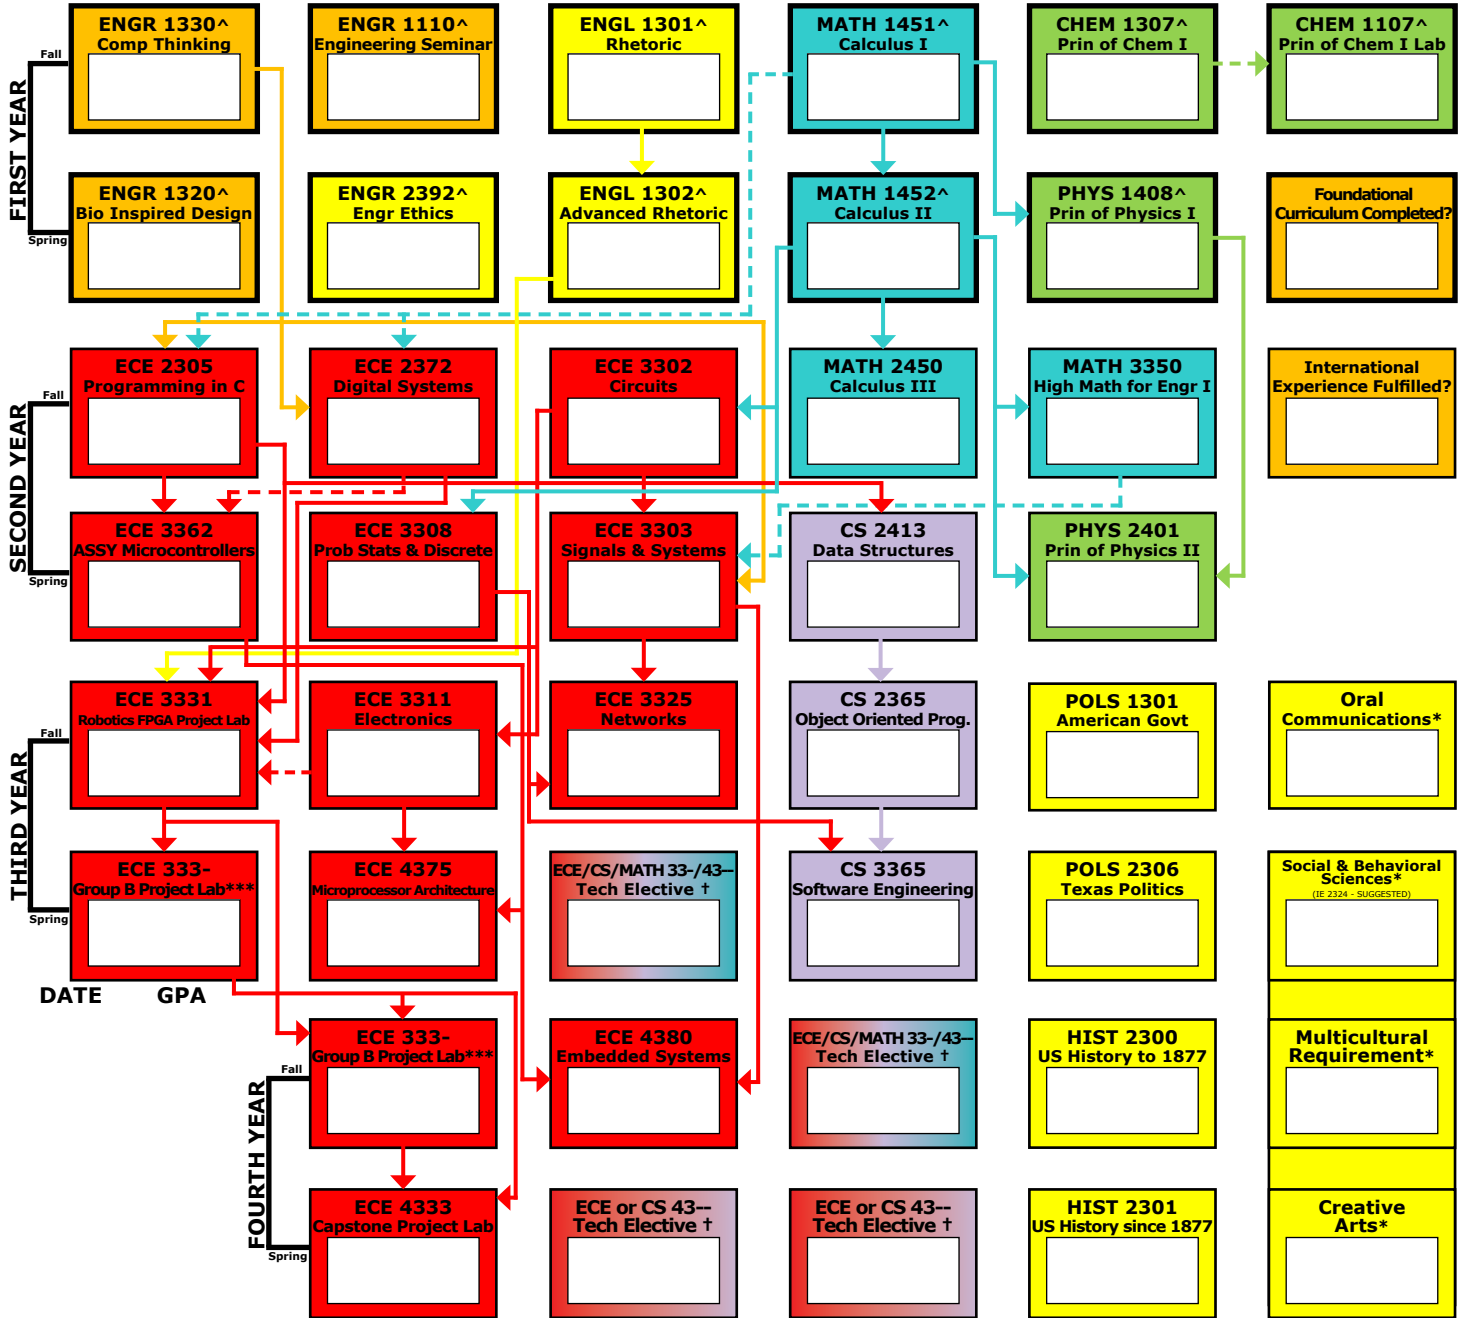 ENGR 1330^
Comp Thinking
ENGR 1110^
Engineering Seminar
ENGL 1301^
Rhetoric
MATH 1451^
Calculus I
CHEM 1307^
Prin of Chem I
CHEM 1107^
Prin of Chem I Lab
Fall
FIRST YEAR
Spring
ENGR 1320^
Bio Inspired Design
ENGR 2392^
Engr Ethics
ENGL 1302^
Advanced Rhetoric
MATH 1452^
Calculus II
PHYS 1408^
Prin of Physics I
Foundational
Curriculum Completed?
ECE 2305
Programming in C
ECE 2372
Digital Systems
ECE 3302
Circuits
MATH 2450
Calculus III
MATH 3350
High Math for Engr I
International
Experience Fulfilled?
Fall
SECOND YEAR
Spring
ECE 3362
ASSY Microcontrollers
ECE 3308
Prob Stats & Discrete
ECE 3303
Signals & Systems
CS 2413
Data Structures
PHYS 2401
Prin of Physics II
ECE 3331
Robotics FPGA Project Lab
ECE 3311
Electronics
ECE 3325
Networks
CS 2365
Object Oriented Prog.
POLS 1301
American Govt
Oral
Communications*
Fall
THIRD YEAR
Spring
ECE 333-
Group B Project Lab***
ECE 4375
Microprocessor Architecture
ECE/CS/MATH 33-/43--
Tech Elective †
CS 3365
Software Engineering
POLS 2306
Texas Politics
Social & Behavioral
Sciences*
(IE 2324 - SUGGESTED)
DATE GPA
ECE 333-
Group B Project Lab***
ECE 4380
Embedded Systems
ECE/CS/MATH 33-/43--
Tech Elective †
HIST 2300
US History to 1877
Multicultural
Requirement*
Fall
FOURTH YEAR
Spring
ECE 4333
Capstone Project Lab
ECE or CS 43--
Tech Elective †
ECE or CS 43--
Tech Elective †
HIST 2301
US History since 1877
Creative
Arts*